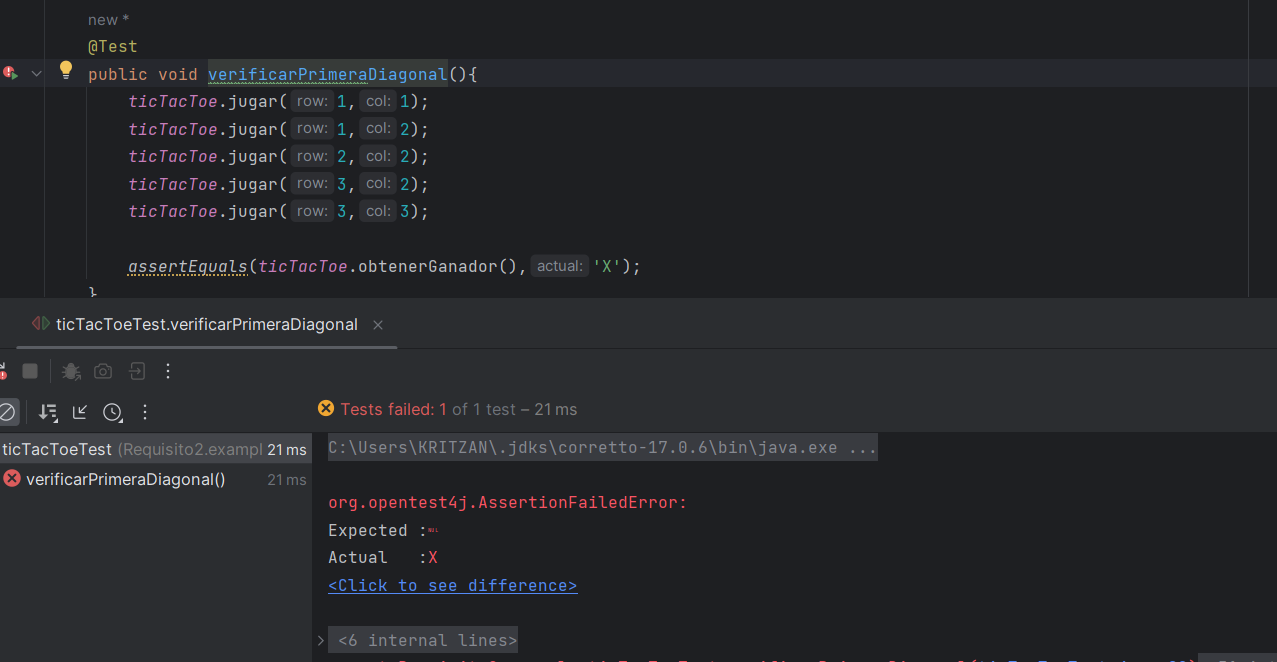 new *
@Test
public void verificarPrimeraDiagonal(){
ticTacToe.jugar( row: 1, col: 1);
ticTacToe.jugar( row: 1, col: 2);
ticTacToe.jugar( row: 2, col: 2);
ticTacToe.jugar( row: 3, col: 2);
ticTacToe.jugar( row: 3, col: 3);
assertEquals(ticTacToe.obtenerGanador(), actual: 'X');
}
ticTacToeTest.verificarPrimeraDiagonal
Tests failed: 1 of 1 test – 21 ms
ticTacToeTest (Requisito2.exampl 21 ms
verificarPrimeraDiagonal() 21 ms
C:\Users\KRITZAN\.jdks\corretto-17.0.6\bin\java.exe ...
org.opentest4j.AssertionFailedError:
Expected :NUL
Actual :X
<Click to see difference>
<6 internal lines>